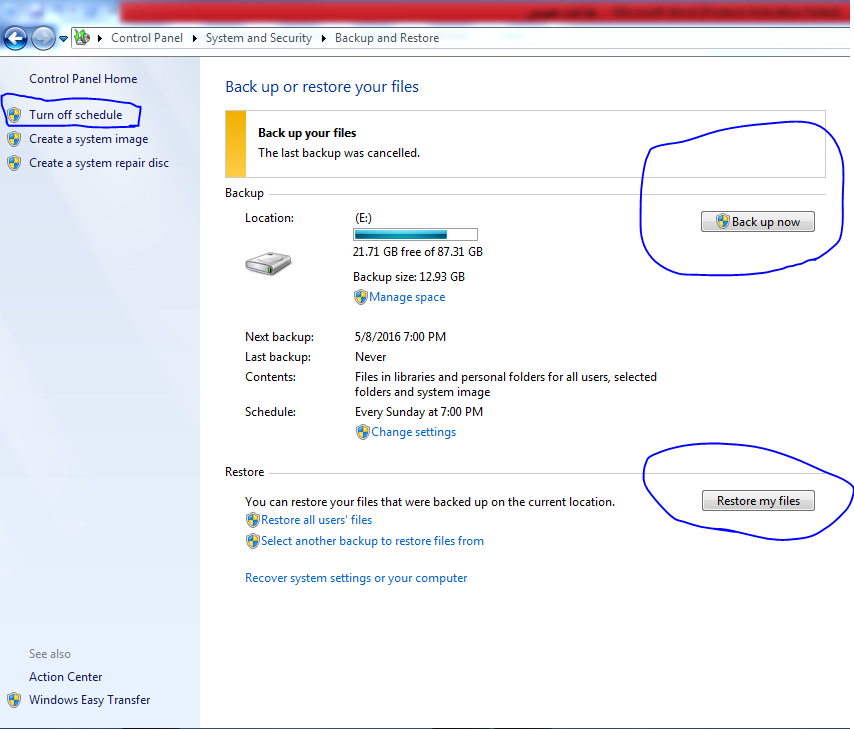 Control Panel ▸ System and Security ▸ Backup and Restore
Control Panel Home
Turn off schedule
Create a system image
Create a system repair disc
Back up or restore your files
Back up your files
The last backup was cancelled.
Backup
Location: (E:)
Back up now
21.71 GB free of 87.31 GB
Backup size: 12.93 GB
Manage space
Next backup: 5/8/2016 7:00 PM
Last backup: Never
Contents: Files in libraries and personal folders for all users, selected
folders and system image
Schedule: Every Sunday at 7:00 PM
Change settings
Restore
You can restore your files that were backed up on the current location.
Restore my files
Restore all users' files
Select another backup to restore files from
Recover system settings or your computer
See also
Action Center
Windows Easy Transfer